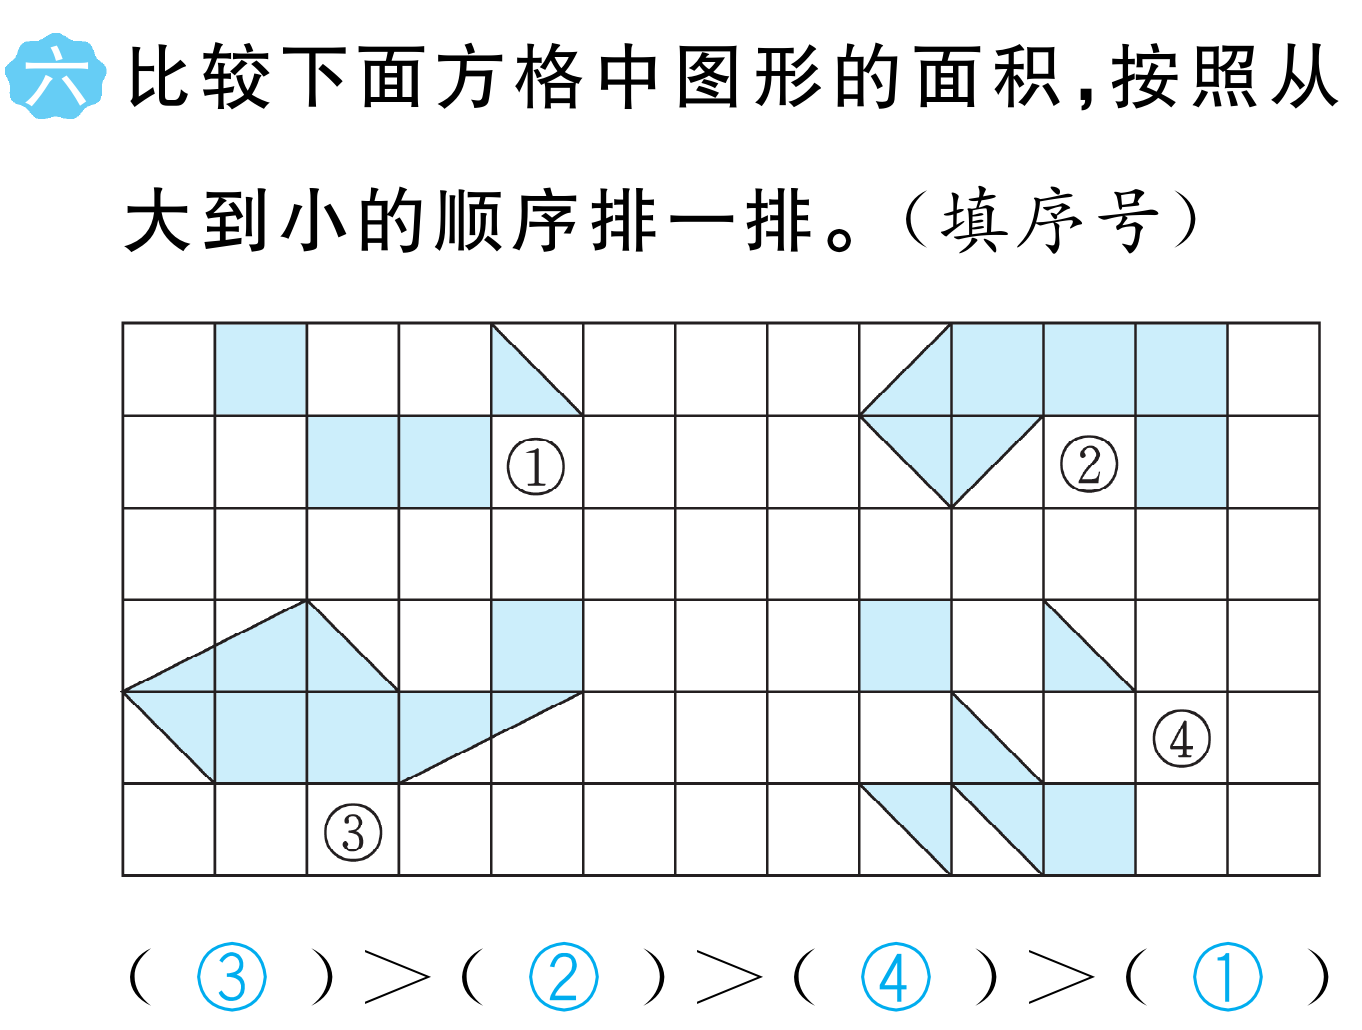 六 比较下面方格中图形的面积,按照从
大到小的顺序排一排。(填序号)
①
②
③
④
(③)>(②)>(④)>(①)